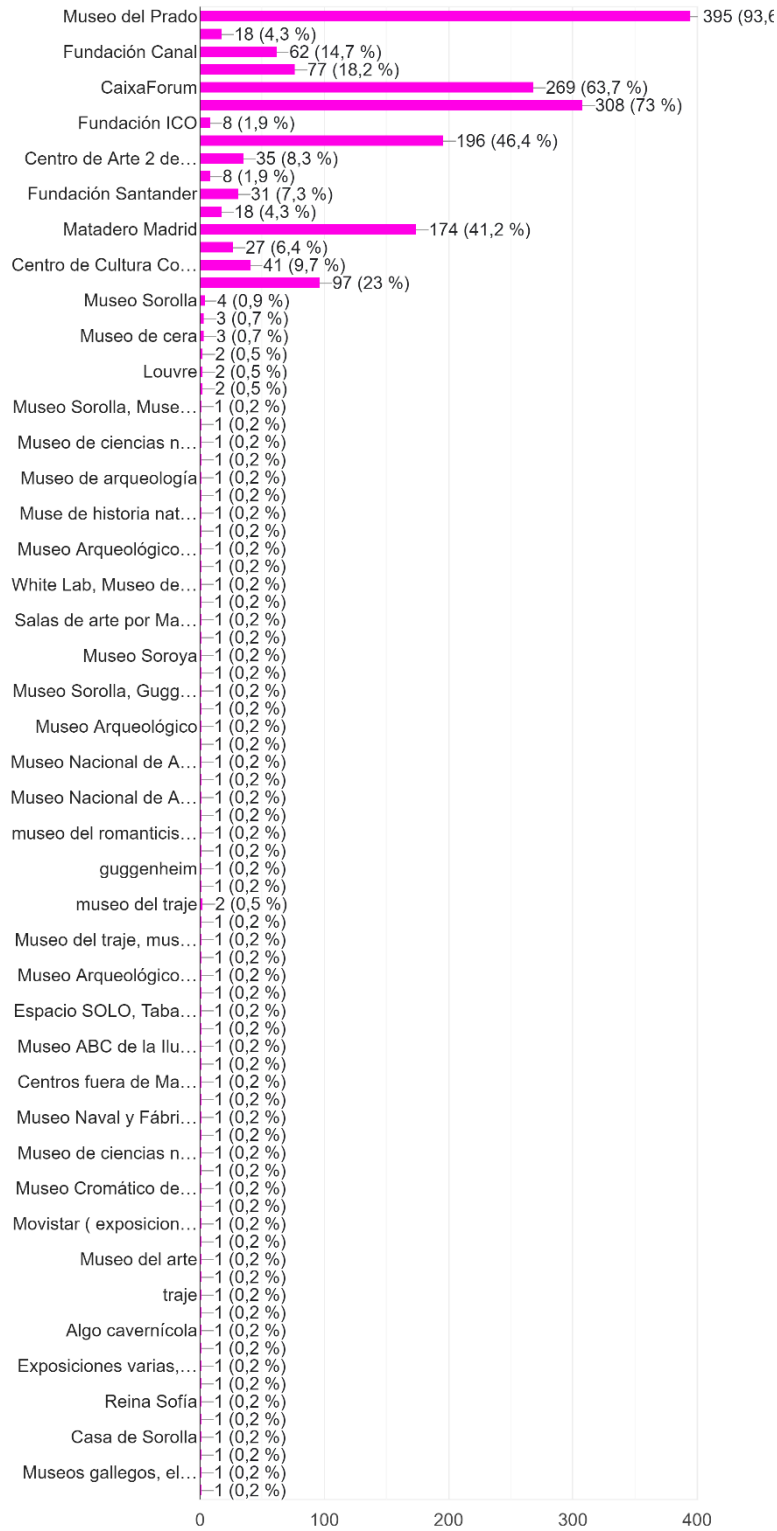 Museo del Prado 395 (93,6
18 (4,3 %)
Fundación Canal 62 (14,7 %)
77 (18,2 %)
CaixaForum 269 (63,7 %)
308 (73 %)
Fundación ICO 8 (1,9 %)
196 (46,4 %)
Centro de Arte 2 de… 35 (8,3 %)
8 (1,9 %)
Fundación Santander 31 (7,3 %)
18 (4,3 %)
Matadero Madrid 174 (41,2 %)
27 (6,4 %)
Centro de Cultura Co… 41 (9,7 %)
97 (23 %)
Museo Sorolla 4 (0,9 %)
3 (0,7 %)
Museo de cera 3 (0,7 %)
2 (0,5 %)
Louvre 2 (0,5 %)
2 (0,5 %)
Museo Sorolla, Muse… 1 (0,2 %)
1 (0,2 %)
Museo de ciencias n… 1 (0,2 %)
1 (0,2 %)
Museo de arqueología 1 (0,2 %)
1 (0,2 %)
Muse de historia nat… 1 (0,2 %)
1 (0,2 %)
Museo Arqueológico… 1 (0,2 %)
1 (0,2 %)
White Lab, Museo de… 1 (0,2 %)
1 (0,2 %)
Salas de arte por Ma… 1 (0,2 %)
1 (0,2 %)
Museo Soroya 1 (0,2 %)
1 (0,2 %)
Museo Sorolla, Gugg… 1 (0,2 %)
1 (0,2 %)
Museo Arqueológico 1 (0,2 %)
1 (0,2 %)
Museo Nacional de A… 1 (0,2 %)
1 (0,2 %)
Museo Nacional de A… 1 (0,2 %)
1 (0,2 %)
museo del romanticis… 1 (0,2 %)
1 (0,2 %)
guggenheim 1 (0,2 %)
1 (0,2 %)
museo del traje 2 (0,5 %)
1 (0,2 %)
Museo del traje, mus… 1 (0,2 %)
1 (0,2 %)
Museo Arqueológico… 1 (0,2 %)
1 (0,2 %)
Espacio SOLO, Taba… 1 (0,2 %)
1 (0,2 %)
Museo ABC de la Ilu… 1 (0,2 %)
1 (0,2 %)
Centros fuera de Ma… 1 (0,2 %)
1 (0,2 %)
Museo Naval y Fábri… 1 (0,2 %)
1 (0,2 %)
Museo de ciencias n… 1 (0,2 %)
1 (0,2 %)
Museo Cromático de… 1 (0,2 %)
1 (0,2 %)
Movistar ( exposicion… 1 (0,2 %)
1 (0,2 %)
Museo del arte 1 (0,2 %)
1 (0,2 %)
traje 1 (0,2 %)
1 (0,2 %)
Algo cavernícola 1 (0,2 %)
1 (0,2 %)
Exposiciones varias,… 1 (0,2 %)
1 (0,2 %)
Reina Sofía 1 (0,2 %)
1 (0,2 %)
Casa de Sorolla 1 (0,2 %)
1 (0,2 %)
Museos gallegos, el… 1 (0,2 %)
1 (0,2 %)
0 100 200 300 400